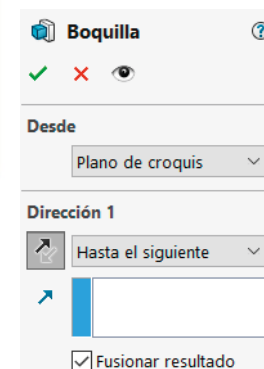 Boquilla
Desde
Plano de croquis
Dirección 1
Hasta el siguiente
Fusionar resultado